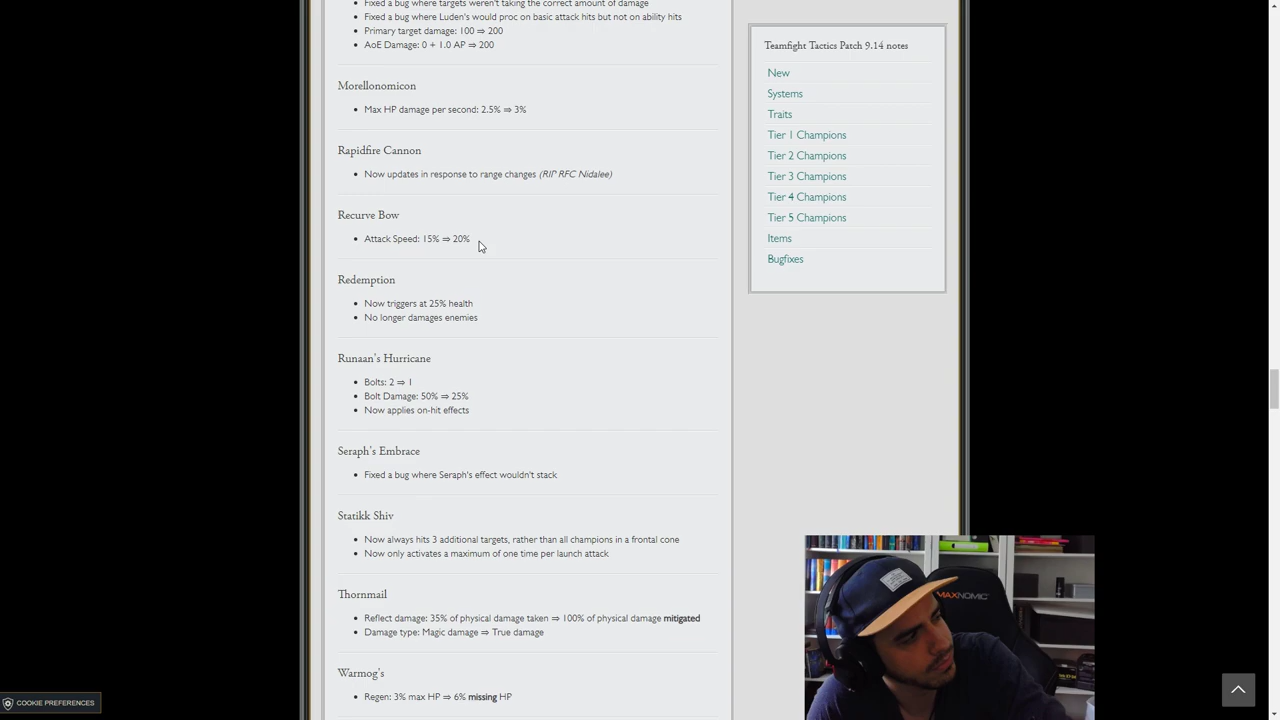 Fixed a bug where targets weren't taking the correct amount of damage
Fixed a bug where Luden's would proc on basic attack hits but not on ability hits
Primary target damage: 100 ⇒ 200
AoE Damage: 0 + 1.0 AP ⇒ 200
Morellonomicon
Max HP damage per second: 2.5% ⇒ 3%
Rapidfire Cannon
Now updates in response to range changes (RIP RFC Nidalee)
Recurve Bow
Attack Speed: 15% ⇒ 20%
Redemption
Now triggers at 25% health
No longer damages enemies
Runaan's Hurricane
Bolts: 2 ⇒ 1
Bolt Damage: 50% ⇒ 25%
Now applies on-hit effects
Seraph's Embrace
Fixed a bug where Seraph's effect wouldn't stack
Statikk Shiv
Now always hits 3 additional targets, rather than all champions in a frontal cone
Now only activates a maximum of one time per launch attack
Thornmail
Reflect damage: 35% of physical damage taken ⇒ 100% of physical damage mitigated
Damage type: Magic damage ⇒ True damage
Warmog's
Regen: 3% max HP ⇒ 6% missing HP
Teamfight Tactics Patch 9.14 notes
New
Systems
Traits
Tier 1 Champions
Tier 2 Champions
Tier 3 Champions
Tier 4 Champions
Tier 5 Champions
Items
Bugfixes
MAXNOMIC
COOKIE PREFERENCES